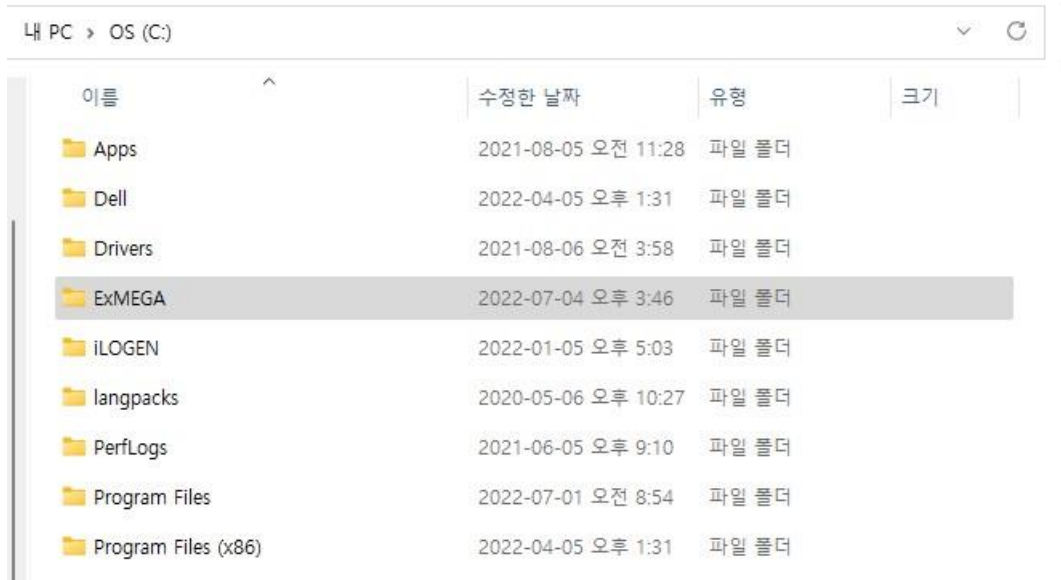 내 PC > OS (C:)
이름 수정한 날짜 유형 크기
Apps 2021-08-05 오전 11:28 파일 폴더
Dell 2022-04-05 오후 1:31 파일 폴더
Drivers 2021-08-06 오전 3:58 파일 폴더
ExMEGA 2022-07-04 오후 3:46 파일 폴더
iLOGEN 2022-01-05 오후 5:03 파일 폴더
langpacks 2020-05-06 오후 10:27 파일 폴더
PerfLogs 2021-06-05 오후 9:10 파일 폴더
Program Files 2022-07-01 오전 8:54 파일 폴더
Program Files (x86) 2022-04-05 오후 1:31 파일 폴더